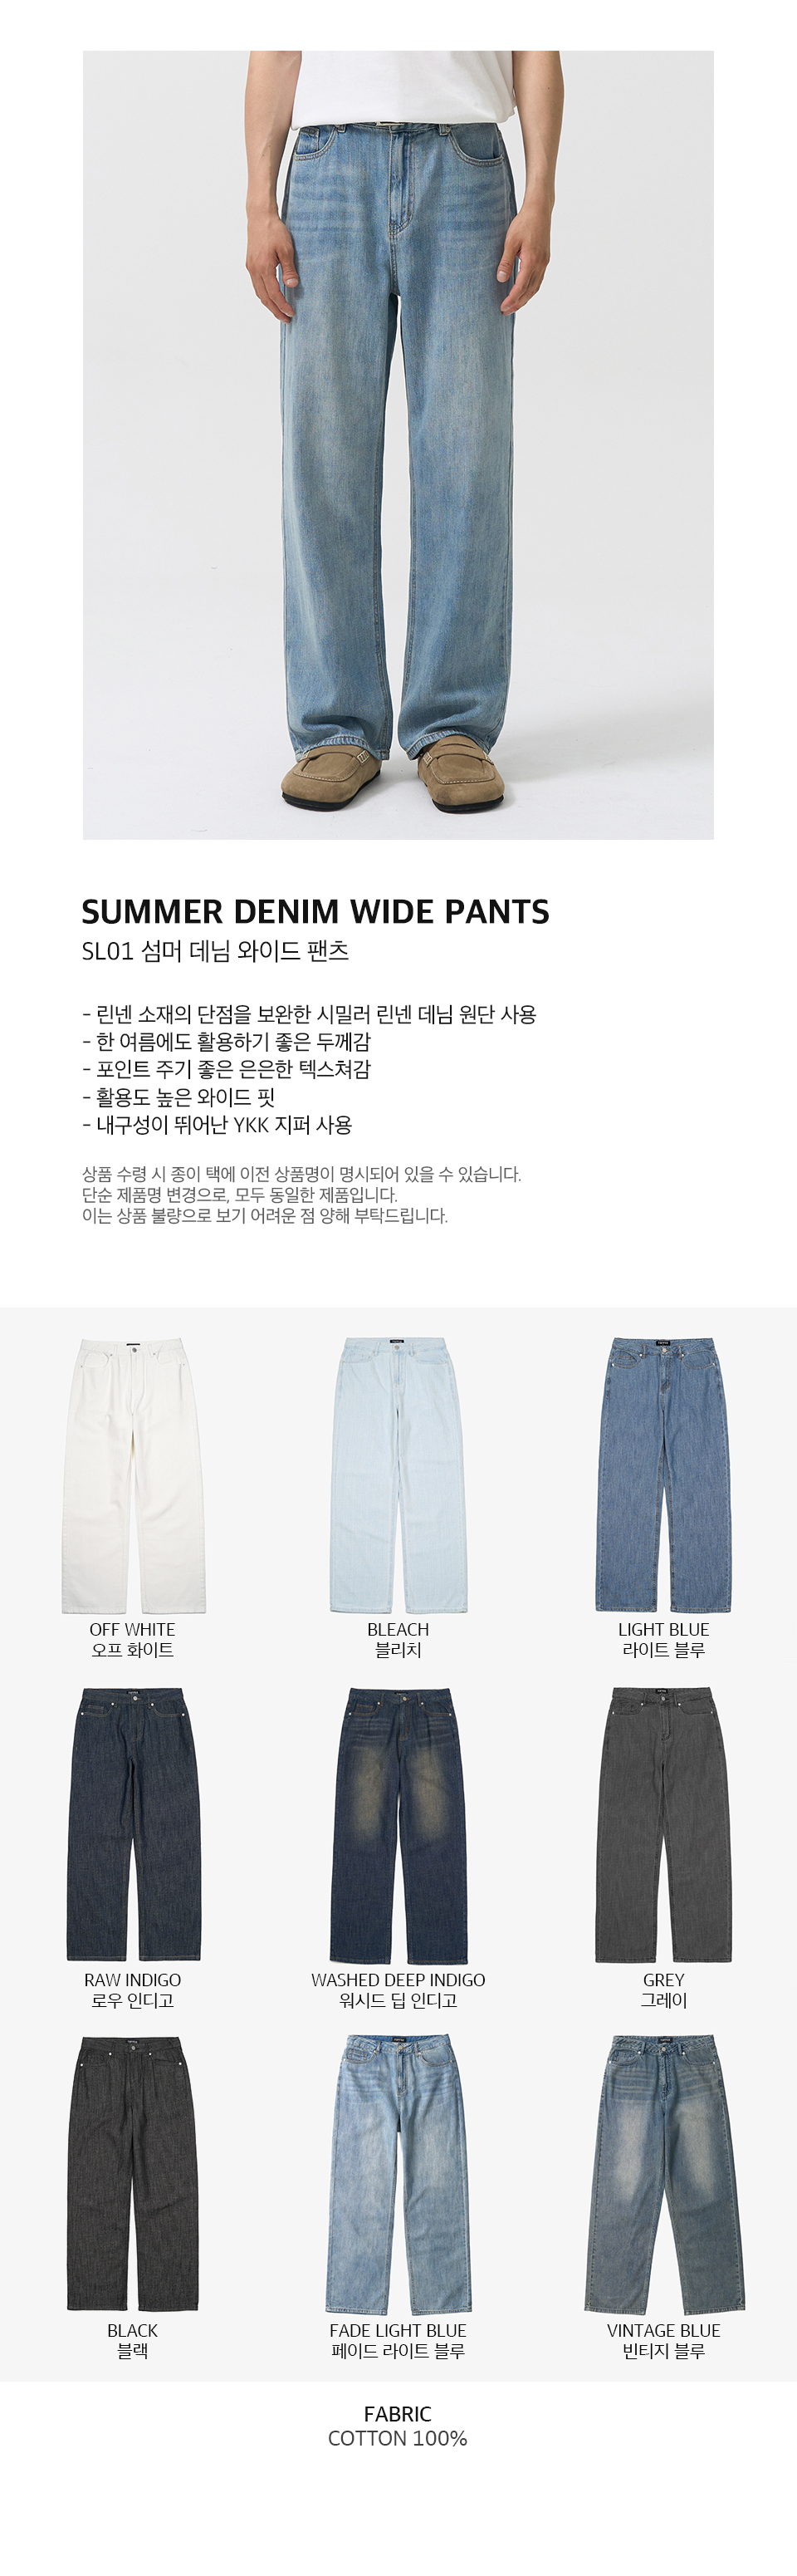 SUMMER DENIM WIDE PANTS
SL01 섬머 데님 와이드 팬츠
- 린넨 소재의 단점을 보완한 시밀러 린넨 데님 원단 사용
- 한 여름에도 활용하기 좋은 두께감
- 포인트 주기 좋은 은은한 텍스쳐감
- 활용도 높은 와이드 핏
- 내구성이 뛰어난 YKK 지퍼 사용
상품 수령 시 종이 택에 이전 상품명이 명시되어 있을 수 있습니다.
단순 제품명 변경으로, 모두 동일한 제품입니다.
이는 상품 불량으로 보기 어려운 점 양해 부탁드립니다.
OFF WHITE
오프 화이트
BLEACH
블리치
LIGHT BLUE
라이트 블루
RAW INDIGO
로우 인디고
WASHED DEEP INDIGO
워시드 딥 인디고
GREY
그레이
BLACK
블랙
FADE LIGHT BLUE
페이드 라이트 블루
VINTAGE BLUE
빈티지 블루
FABRIC
COTTON 100%